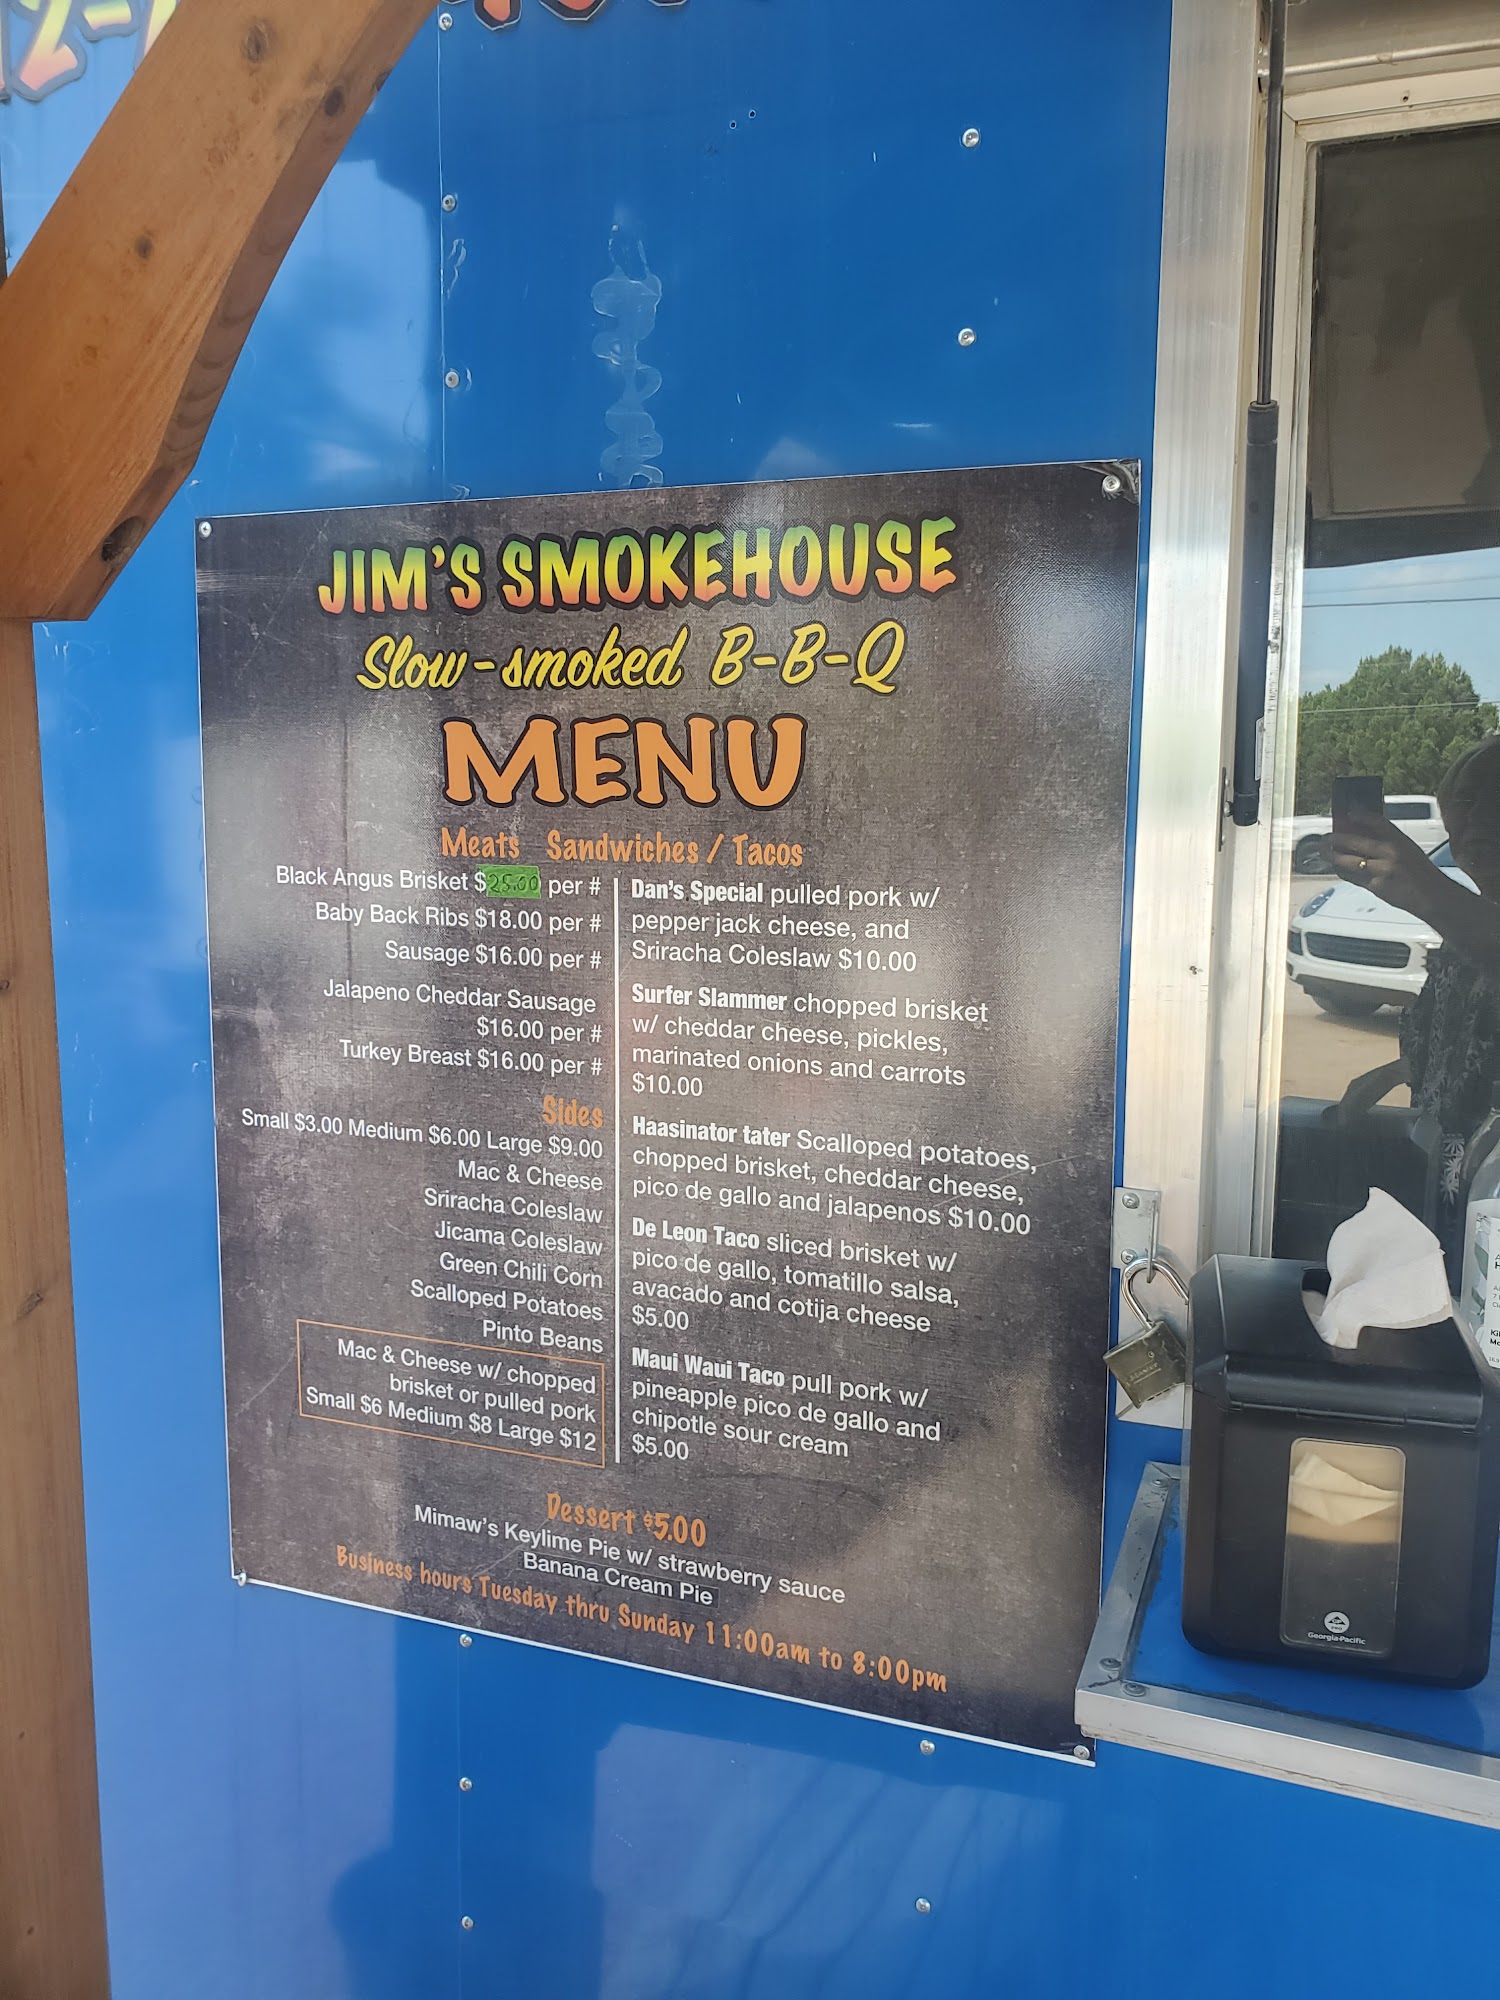 JIM'S SMOKEHOUSE
Slow-smoked B-B-Q
MENU
Meats Sandwiches / Tacos
Black Angus Brisket $25.00 per #
Baby Back Ribs $18.00 per #
Sausage $16.00 per #
Jalapeno Cheddar Sausage
$16.00 per #
Turkey Breast $16.00 per #
Sides
Small $3.00 Medium $6.00 Large $9.00
Mac & Cheese
Sriracha Coleslaw
Jicama Coleslaw
Green Chili Corn
Scalloped Potatoes
Pinto Beans
Mac & Cheese w/ chopped
brisket or pulled pork
Small $6 Medium $8 Large $12
Dan's Special pulled pork w/
pepper jack cheese, and
Sriracha Coleslaw $10.00
Surfer Slammer chopped brisket
w/ cheddar cheese, pickles,
marinated onions and carrots
$10.00
Haasinator tater Scalloped potatoes,
chopped brisket, cheddar cheese,
pico de gallo and jalapenos $10.00
De Leon Taco sliced brisket w/
pico de gallo, tomatillo salsa,
avacado and cotija cheese
$5.00
Maui Waui Taco pull pork w/
pineapple pico de gallo and
chipotle sour cream
$5.00
Dessert $5.00
Mimaw's Keylime Pie w/ strawberry sauce
Banana Cream Pie
Business hours Tuesday thru Sunday 11:00am to 8:00pm
Georgia-Pacific